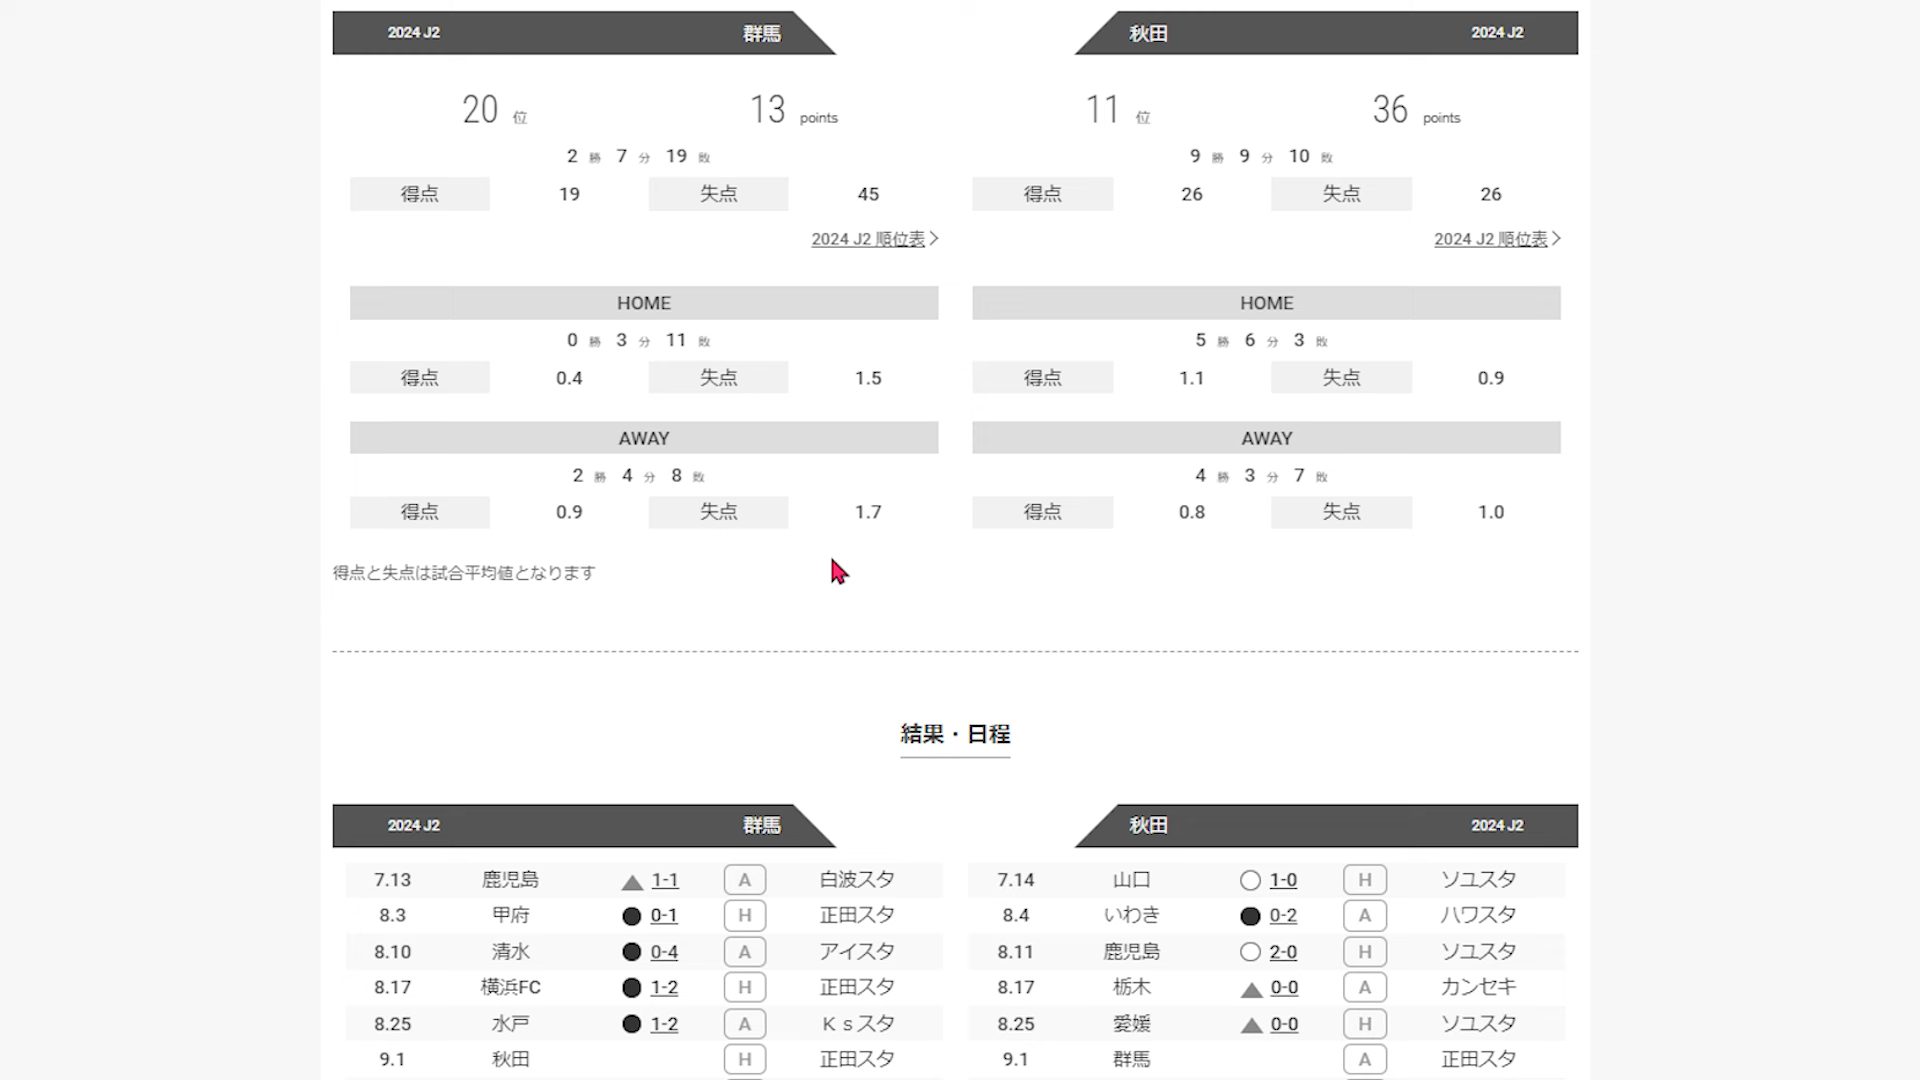 2024 J2 群馬 秋田 2024 J2
20 位 13 points 11 位 36 points
2 勝 7 分 19 敗 9 勝 9 分 10 敗
得点 19 失点 45 得点 26 失点 26
2024 J2 順位表 2024 J2 順位表
HOME HOME
0 勝 3 分 11 敗 5 勝 6 分 3 敗
得点 0.4 失点 1.5 得点 1.1 失点 0.9
AWAY AWAY
2 勝 4 分 8 敗 4 勝 3 分 7 敗
得点 0.9 失点 1.7 得点 0.8 失点 1.0
得点と失点は試合平均値となります
結果・日程
2024 J2 群馬 秋田 2024 J2
7.13 鹿児島 ▲ 1-1 A 白波スタ 7.14 山口 ○ 1-0 H ソユスタ
8.3 甲府 ● 0-1 H 正田スタ 8.4 いわき ● 0-2 A ハワスタ
8.10 清水 ● 0-4 A アイスタ 8.11 鹿児島 ○ 2-0 H ソユスタ
8.17 横浜FC ● 1-2 H 正田スタ 8.17 栃木 ▲ 0-0 A カンセキ
8.25 水戸 ● 1-2 A Ｋｓスタ 8.25 愛媛 ▲ 0-0 H ソユスタ
9.1 秋田 H 正田スタ 9.1 群馬 A 正田スタ